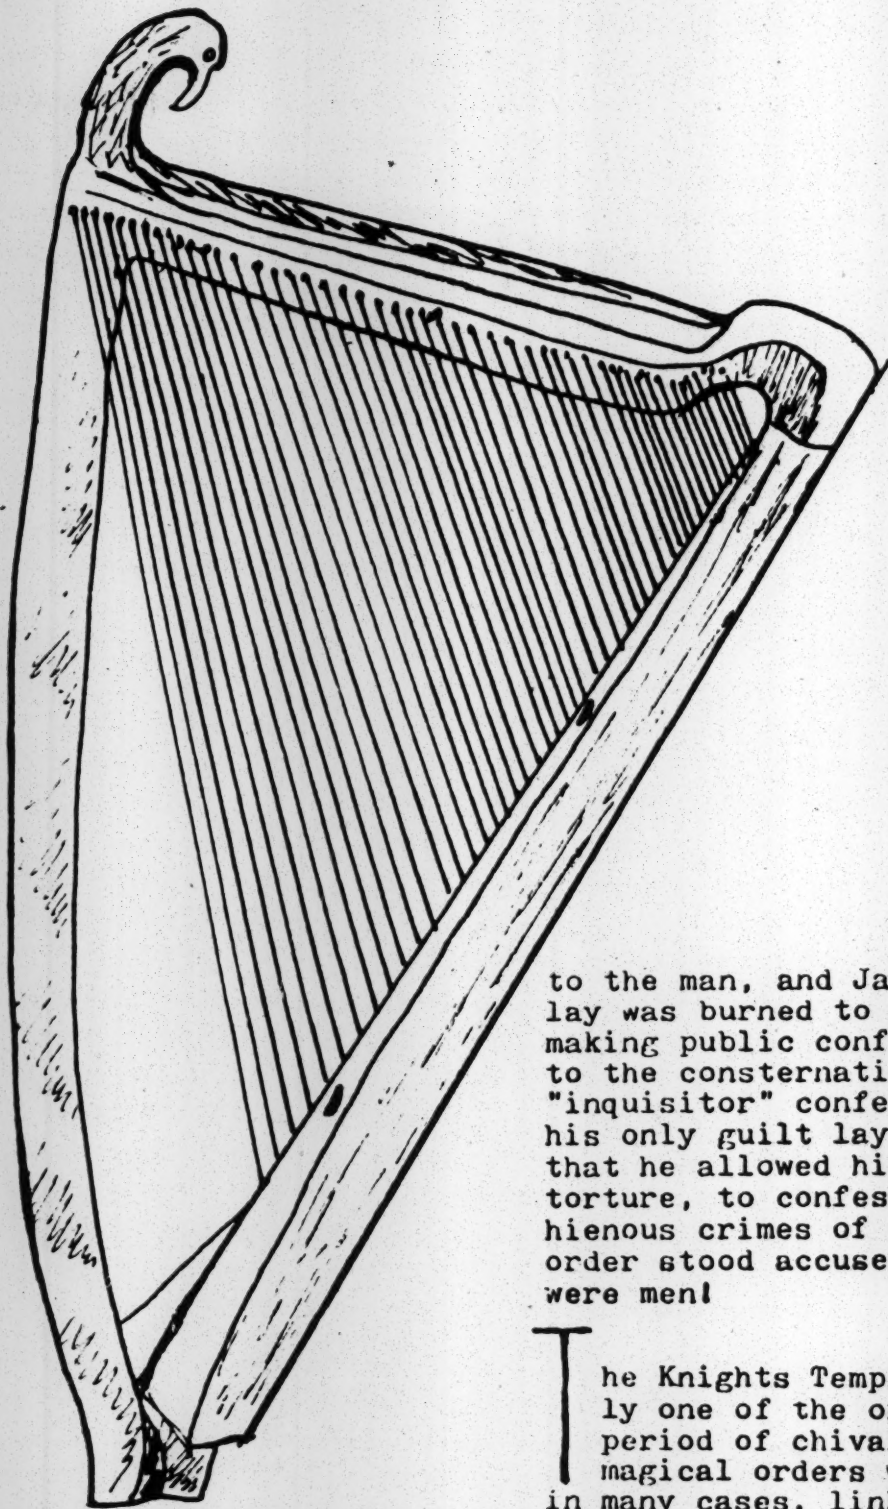 to the man, and Ja
lay was burned to
making public conf
to the consternati
"inquisitor" confe
his only guilt lay
that he allowed hi
torture, to confes
hienous crimes of
order stood accuse
were men!
The Knights Temp
ly one of the o
period of chiva
magical orders
in many cases, lin